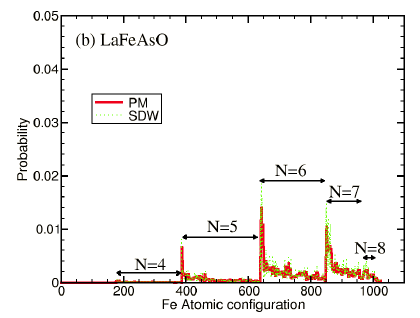 0.05
(b) LaFeAsO
0.04
PM
SDW
0.03
Probability
0.02
N=6
N=7
0.01
N=5
N=8
N=4
0
0
200
400
600
800
1000
Fe Atomic configuration